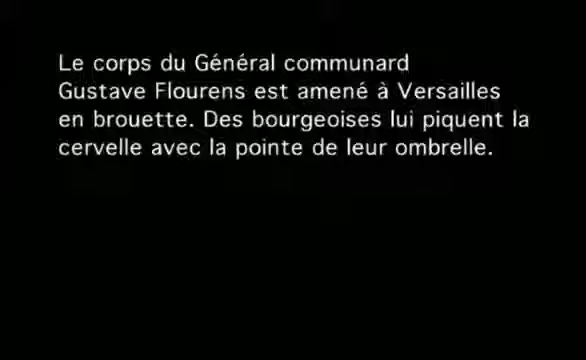 Le corps du Général communard
Gustave Flourens est amené à Versailles
en brouette. Des bourgeoises lui piquent la
cervelle avec la pointe de leur ombrelle.